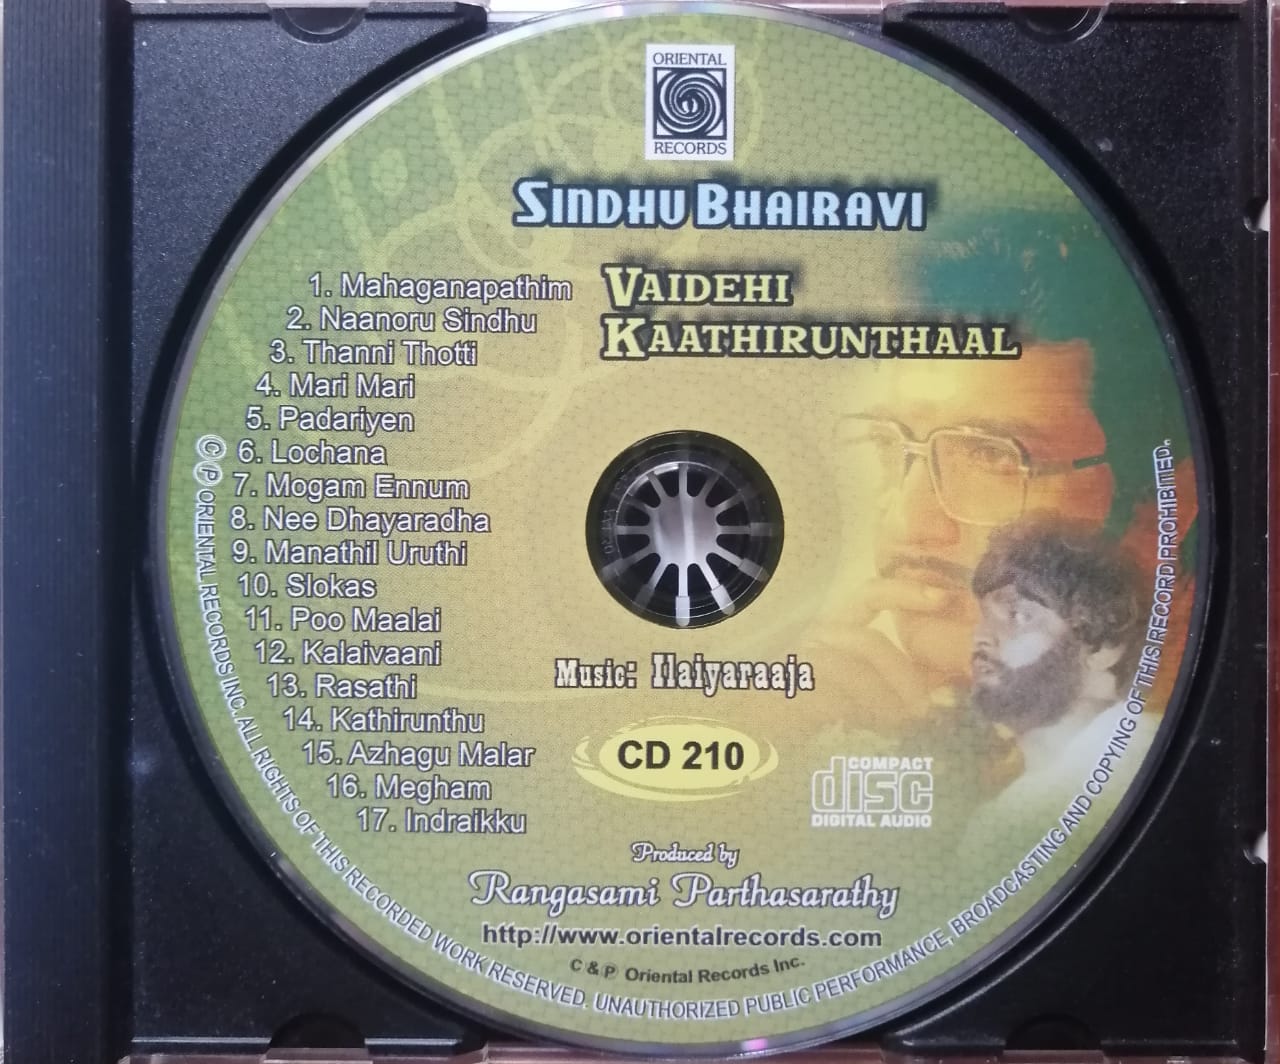 ORIENTAL
RECORDS
SINDHU BHAIRAVI
VAIDEHI
KAATHIRUNTHAAL
1. Mahaganapathim
2. Naanoru Sindhu
3. Thanni Thotti
4. Mari Mari
5. Padariyen
6. Lochana
7. Mogam Ennum
8. Nee Dhayaradha
9. Manathil Uruthi
10. Slokas
11. Poo Maalai
12. Kalaivaani
13. Rasathi
14. Kathirunthu
15. Azhagu Malar
16. Megham
17. Indraikku
Music: Ilaiyaraaja
CD 210
COMPACT
disc
DIGITAL AUDIO
Produced by
Rangasami Parthasarathy
http://www.orientalrecords.com
C & ℗ Oriental Records Inc.
© ℗ ORIENTAL RECORDS INC. ALL RIGHTS OF THIS RECORDED WORK RESERVED. UNAUTHORIZED PUBLIC PERFORMANCE, BROADCASTING AND COPYING OF THIS RECORD PROHIBITED.